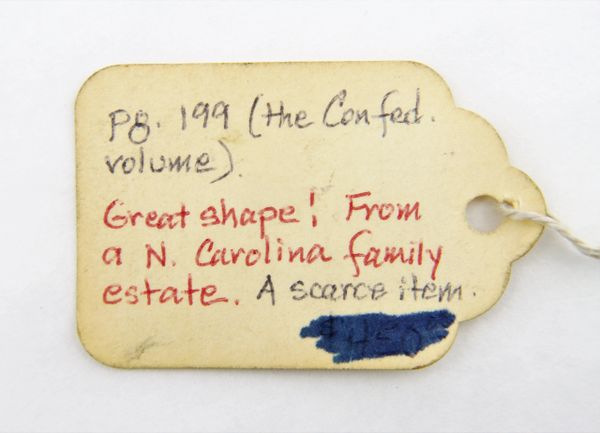 Pg. 199 (the Confed.
volume).
Great shape! From
a N. Carolina family
estate. A scarce item.